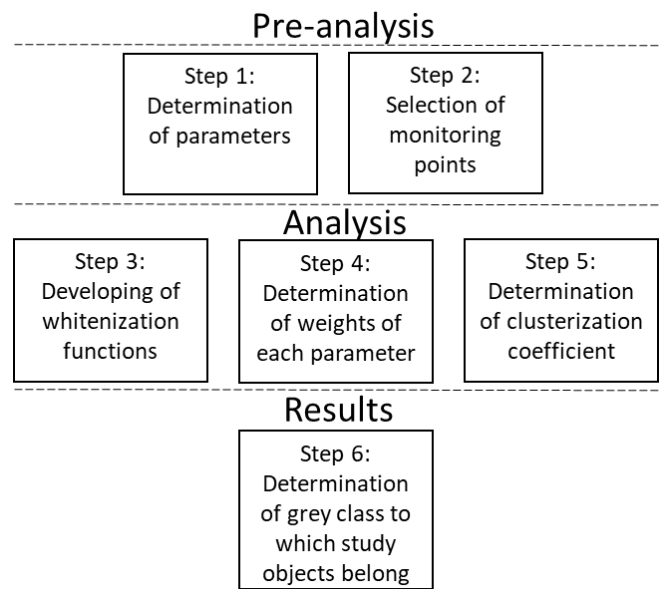 Pre-analysis
Step 1:
Determination
of parameters
Step 2:
Selection of
monitoring
points
Analysis
Step 3:
Developing of
whitenization
functions
Step 4:
Determination
of weights of
each parameter
Step 5:
Determination
of clusterization
coefficient
Results
Step 6:
Determination
of grey class to
which study
objects belong